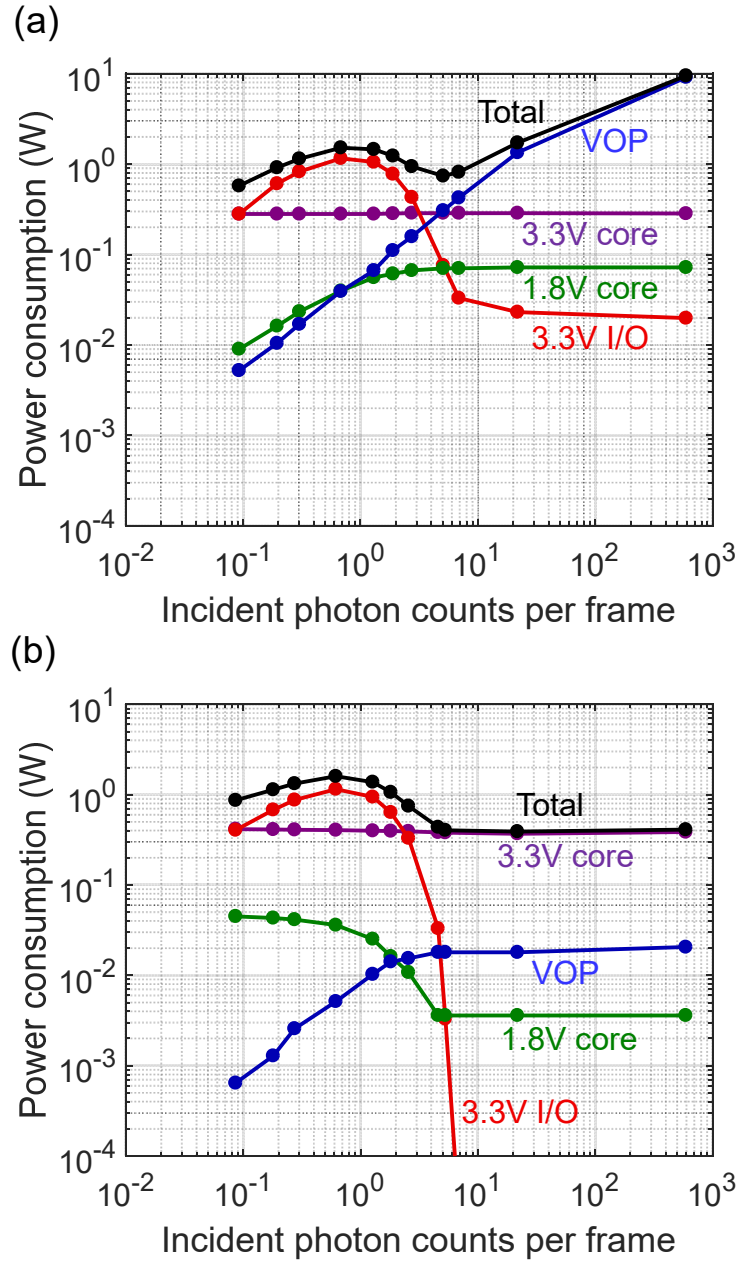 (a)
10^1
10^0
10^-1
10^-2
10^-3
10^-4
Power consumption (W)
Total
VOP
3.3V core
1.8V core
3.3V I/O
10^-2 10^-1 10^0 10^1 10^2 10^3
Incident photon counts per frame
(b)
10^1
10^0
10^-1
10^-2
10^-3
10^-4
Power consumption (W)
Total
3.3V core
VOP
1.8V core
3.3V I/O
10^-2 10^-1 10^0 10^1 10^2 10^3
Incident photon counts per frame